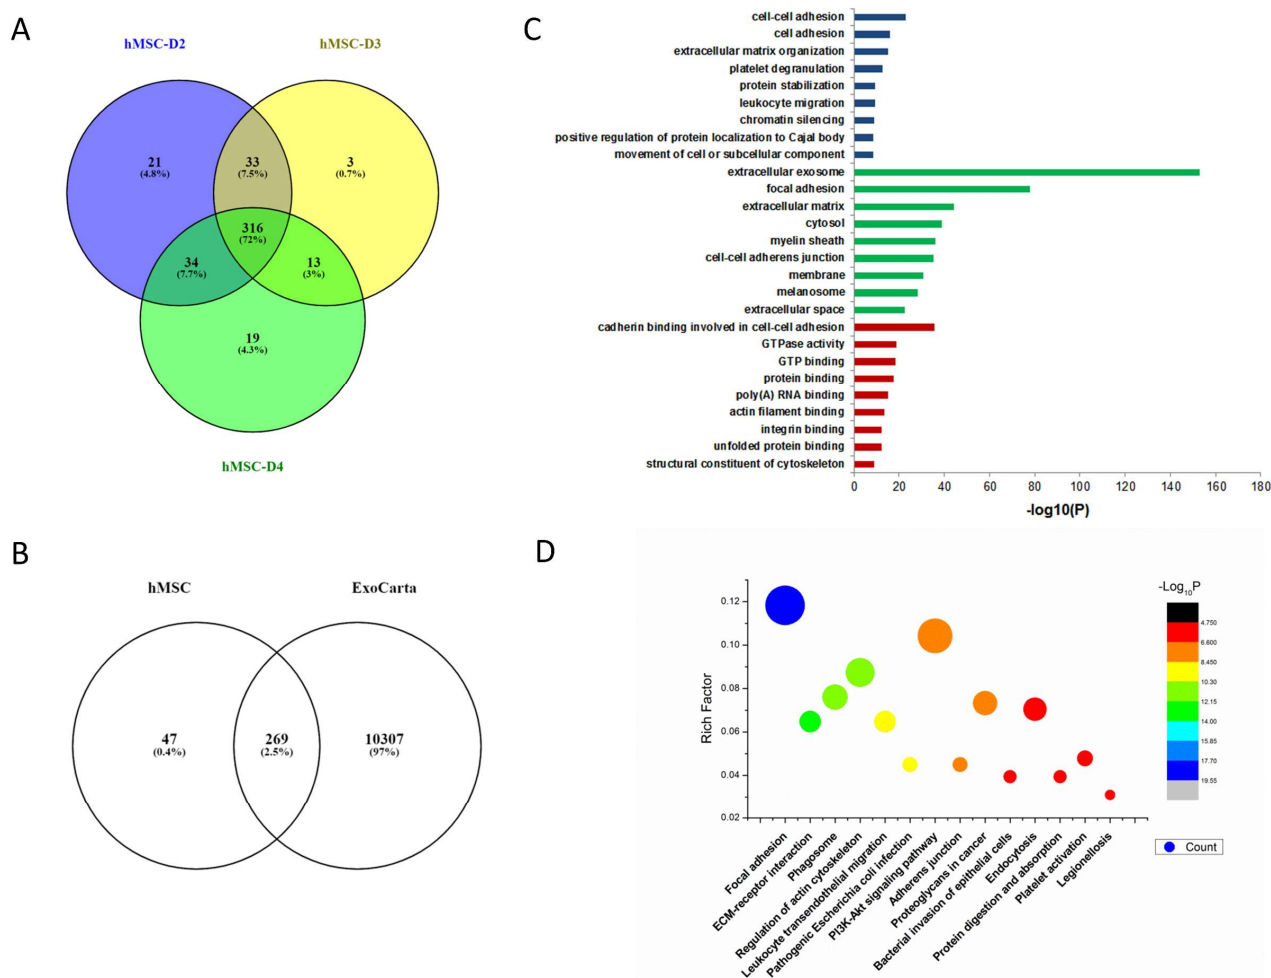 A
hMSC-D2
hMSC-D3
21
(4.8%)
33
(7.5%)
3
(0.7%)
316
(72%)
34
(7.7%)
13
(3%)
19
(4.3%)
hMSC-D4
B
hMSC
ExoCarta
47
(0.4%)
269
(2.5%)
10307
(97%)
C
cell-cell adhesion
cell adhesion
extracellular matrix organization
platelet degranulation
protein stabilization
leukocyte migration
chromatin silencing
positive regulation of protein localization to Cajal body
movement of cell or subcellular component
extracellular exosome
focal adhesion
extracellular matrix
cytosol
myelin sheath
cell-cell adherens junction
membrane
melanosome
extracellular space
cadherin binding involved in cell-cell adhesion
GTPase activity
GTP binding
protein binding
poly(A) RNA binding
actin filament binding
integrin binding
unfolded protein binding
structural constituent of cytoskeleton
0 20 40 60 80 100 120 140 160 180
-log10(P)
D
Rich Factor
0.12
0.10
0.08
0.06
0.04
0.02
Focal adhesion
ECM-receptor interaction
Phagosome
Regulation of actin cytoskeleton
Leukocyte transendothelial migration
Pathogenic Escherichia coli infection
PI3K-Akt signaling pathway
Adherens junction
Proteoglycans in cancer
Bacterial invasion of epithelial cells
Endocytosis
Protein digestion and absorption
Platelet activation
Legionellosis
-Log10P
4.750
6.600
8.450
10.30
12.15
14.00
15.85
17.70
19.55
Count